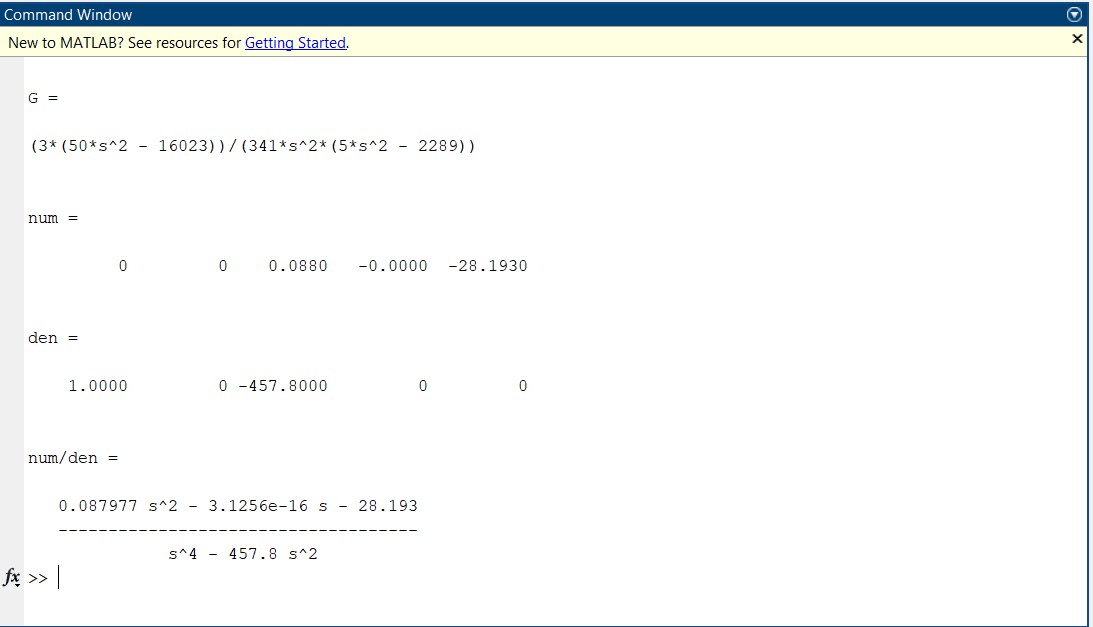 Command Window
New to MATLAB? See resources for Getting Started.
G =
(3*(50*s^2 - 16023))/(341*s^2*(5*s^2 - 2289))
num =
0 0 0.0880 -0.0000 -28.1930
den =
1.0000 0 -457.8000 0 0
num/den =
0.087977 s^2 - 3.1256e-16 s - 28.193
------------------------------------
s^4 - 457.8 s^2
fx >>